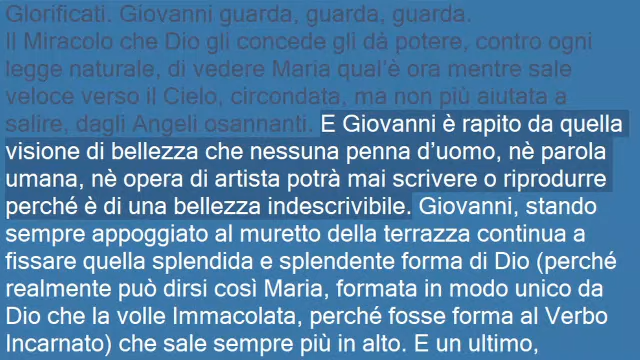 Glorificati. Giovanni guarda, guarda, guarda.
Il Miracolo che Dio gli concede gli dá potere, contro ogni
legge naturale, di vedere Maria qual'è ora mentre sale
veloce verso il Cielo, circondata, ma non più aiutata a
salire, dagli Angeli osannanti. E Giovanni è rapito da quella
visione di bellezza che nessuna penna d'uomo, nè parola
umana, nè opera di artista potrà mai scrivere o riprodurre
perché è di una bellezza indescrivibile. Giovanni, stando
sempre appoggiato al muretto della terrazza continua a
fissare quella splendida e splendente forma di Dio (perché
realmente può dirsi così Maria, formata in modo unico da
Dio che la volle Immacolata, perché fosse forma al Verbo
Incarnato) che sale sempre più in alto. E un ultimo,